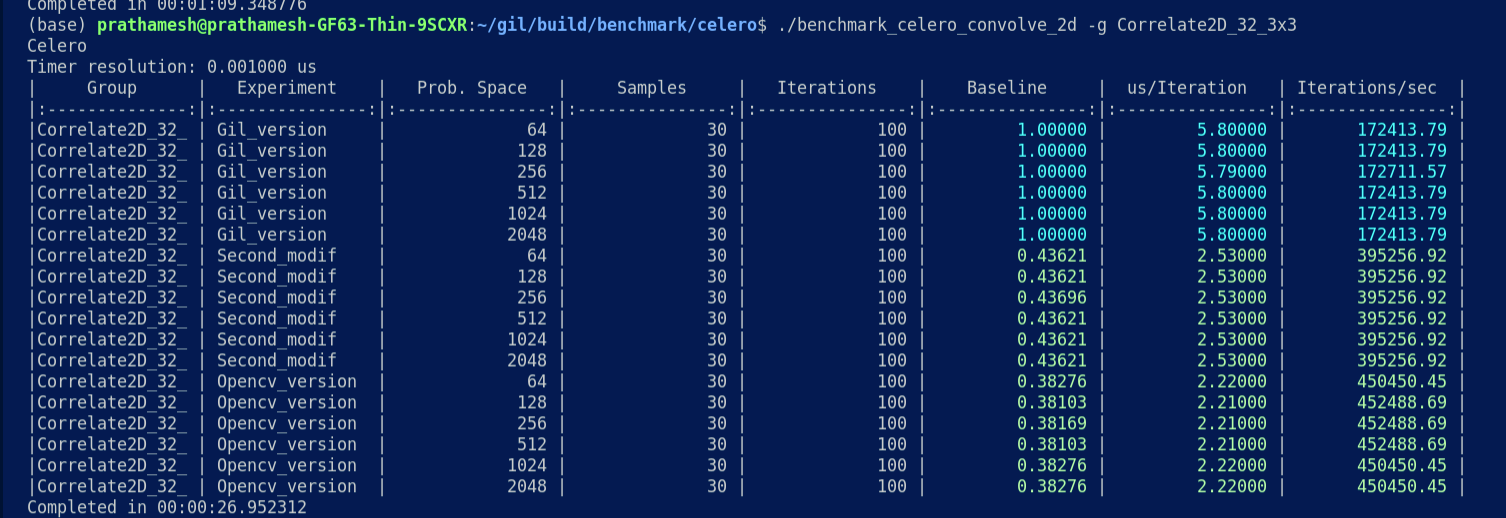 Completed in 00:01:09.348776
(base) prathamesh@prathamesh-GF63-Thin-9SCXR:~/gil/build/benchmark/celero$ ./benchmark_celero_convolve_2d -g Correlate2D_32_3x3
Celero
Timer resolution: 0.001000 us
|     Group      |   Experiment    |   Prob. Space   |     Samples     |   Iterations    |    Baseline     |  us/Iteration   | Iterations/sec  |
|:--------------:|:---------------:|:---------------:|:---------------:|:---------------:|:---------------:|:---------------:|:---------------:|
|Correlate2D_32_ | Gil_version     |              64 |              30 |             100 |         1.00000 |         5.80000 |       172413.79 |
|Correlate2D_32_ | Gil_version     |             128 |              30 |             100 |         1.00000 |         5.80000 |       172413.79 |
|Correlate2D_32_ | Gil_version     |             256 |              30 |             100 |         1.00000 |         5.79000 |       172711.57 |
|Correlate2D_32_ | Gil_version     |             512 |              30 |             100 |         1.00000 |         5.80000 |       172413.79 |
|Correlate2D_32_ | Gil_version     |            1024 |              30 |             100 |         1.00000 |         5.80000 |       172413.79 |
|Correlate2D_32_ | Gil_version     |            2048 |              30 |             100 |         1.00000 |         5.80000 |       172413.79 |
|Correlate2D_32_ | Second_modif    |              64 |              30 |             100 |         0.43621 |         2.53000 |       395256.92 |
|Correlate2D_32_ | Second_modif    |             128 |              30 |             100 |         0.43621 |         2.53000 |       395256.92 |
|Correlate2D_32_ | Second_modif    |             256 |              30 |             100 |         0.43696 |         2.53000 |       395256.92 |
|Correlate2D_32_ | Second_modif    |             512 |              30 |             100 |         0.43621 |         2.53000 |       395256.92 |
|Correlate2D_32_ | Second_modif    |            1024 |              30 |             100 |         0.43621 |         2.53000 |       395256.92 |
|Correlate2D_32_ | Second_modif    |            2048 |              30 |             100 |         0.43621 |         2.53000 |       395256.92 |
|Correlate2D_32_ | Opencv_version  |              64 |              30 |             100 |         0.38276 |         2.22000 |       450450.45 |
|Correlate2D_32_ | Opencv_version  |             128 |              30 |             100 |         0.38103 |         2.21000 |       452488.69 |
|Correlate2D_32_ | Opencv_version  |             256 |              30 |             100 |         0.38169 |         2.21000 |       452488.69 |
|Correlate2D_32_ | Opencv_version  |             512 |              30 |             100 |         0.38103 |         2.21000 |       452488.69 |
|Correlate2D_32_ | Opencv_version  |            1024 |              30 |             100 |         0.38276 |         2.22000 |       450450.45 |
|Correlate2D_32_ | Opencv_version  |            2048 |              30 |             100 |         0.38276 |         2.22000 |       450450.45 |
Completed in 00:00:26.952312